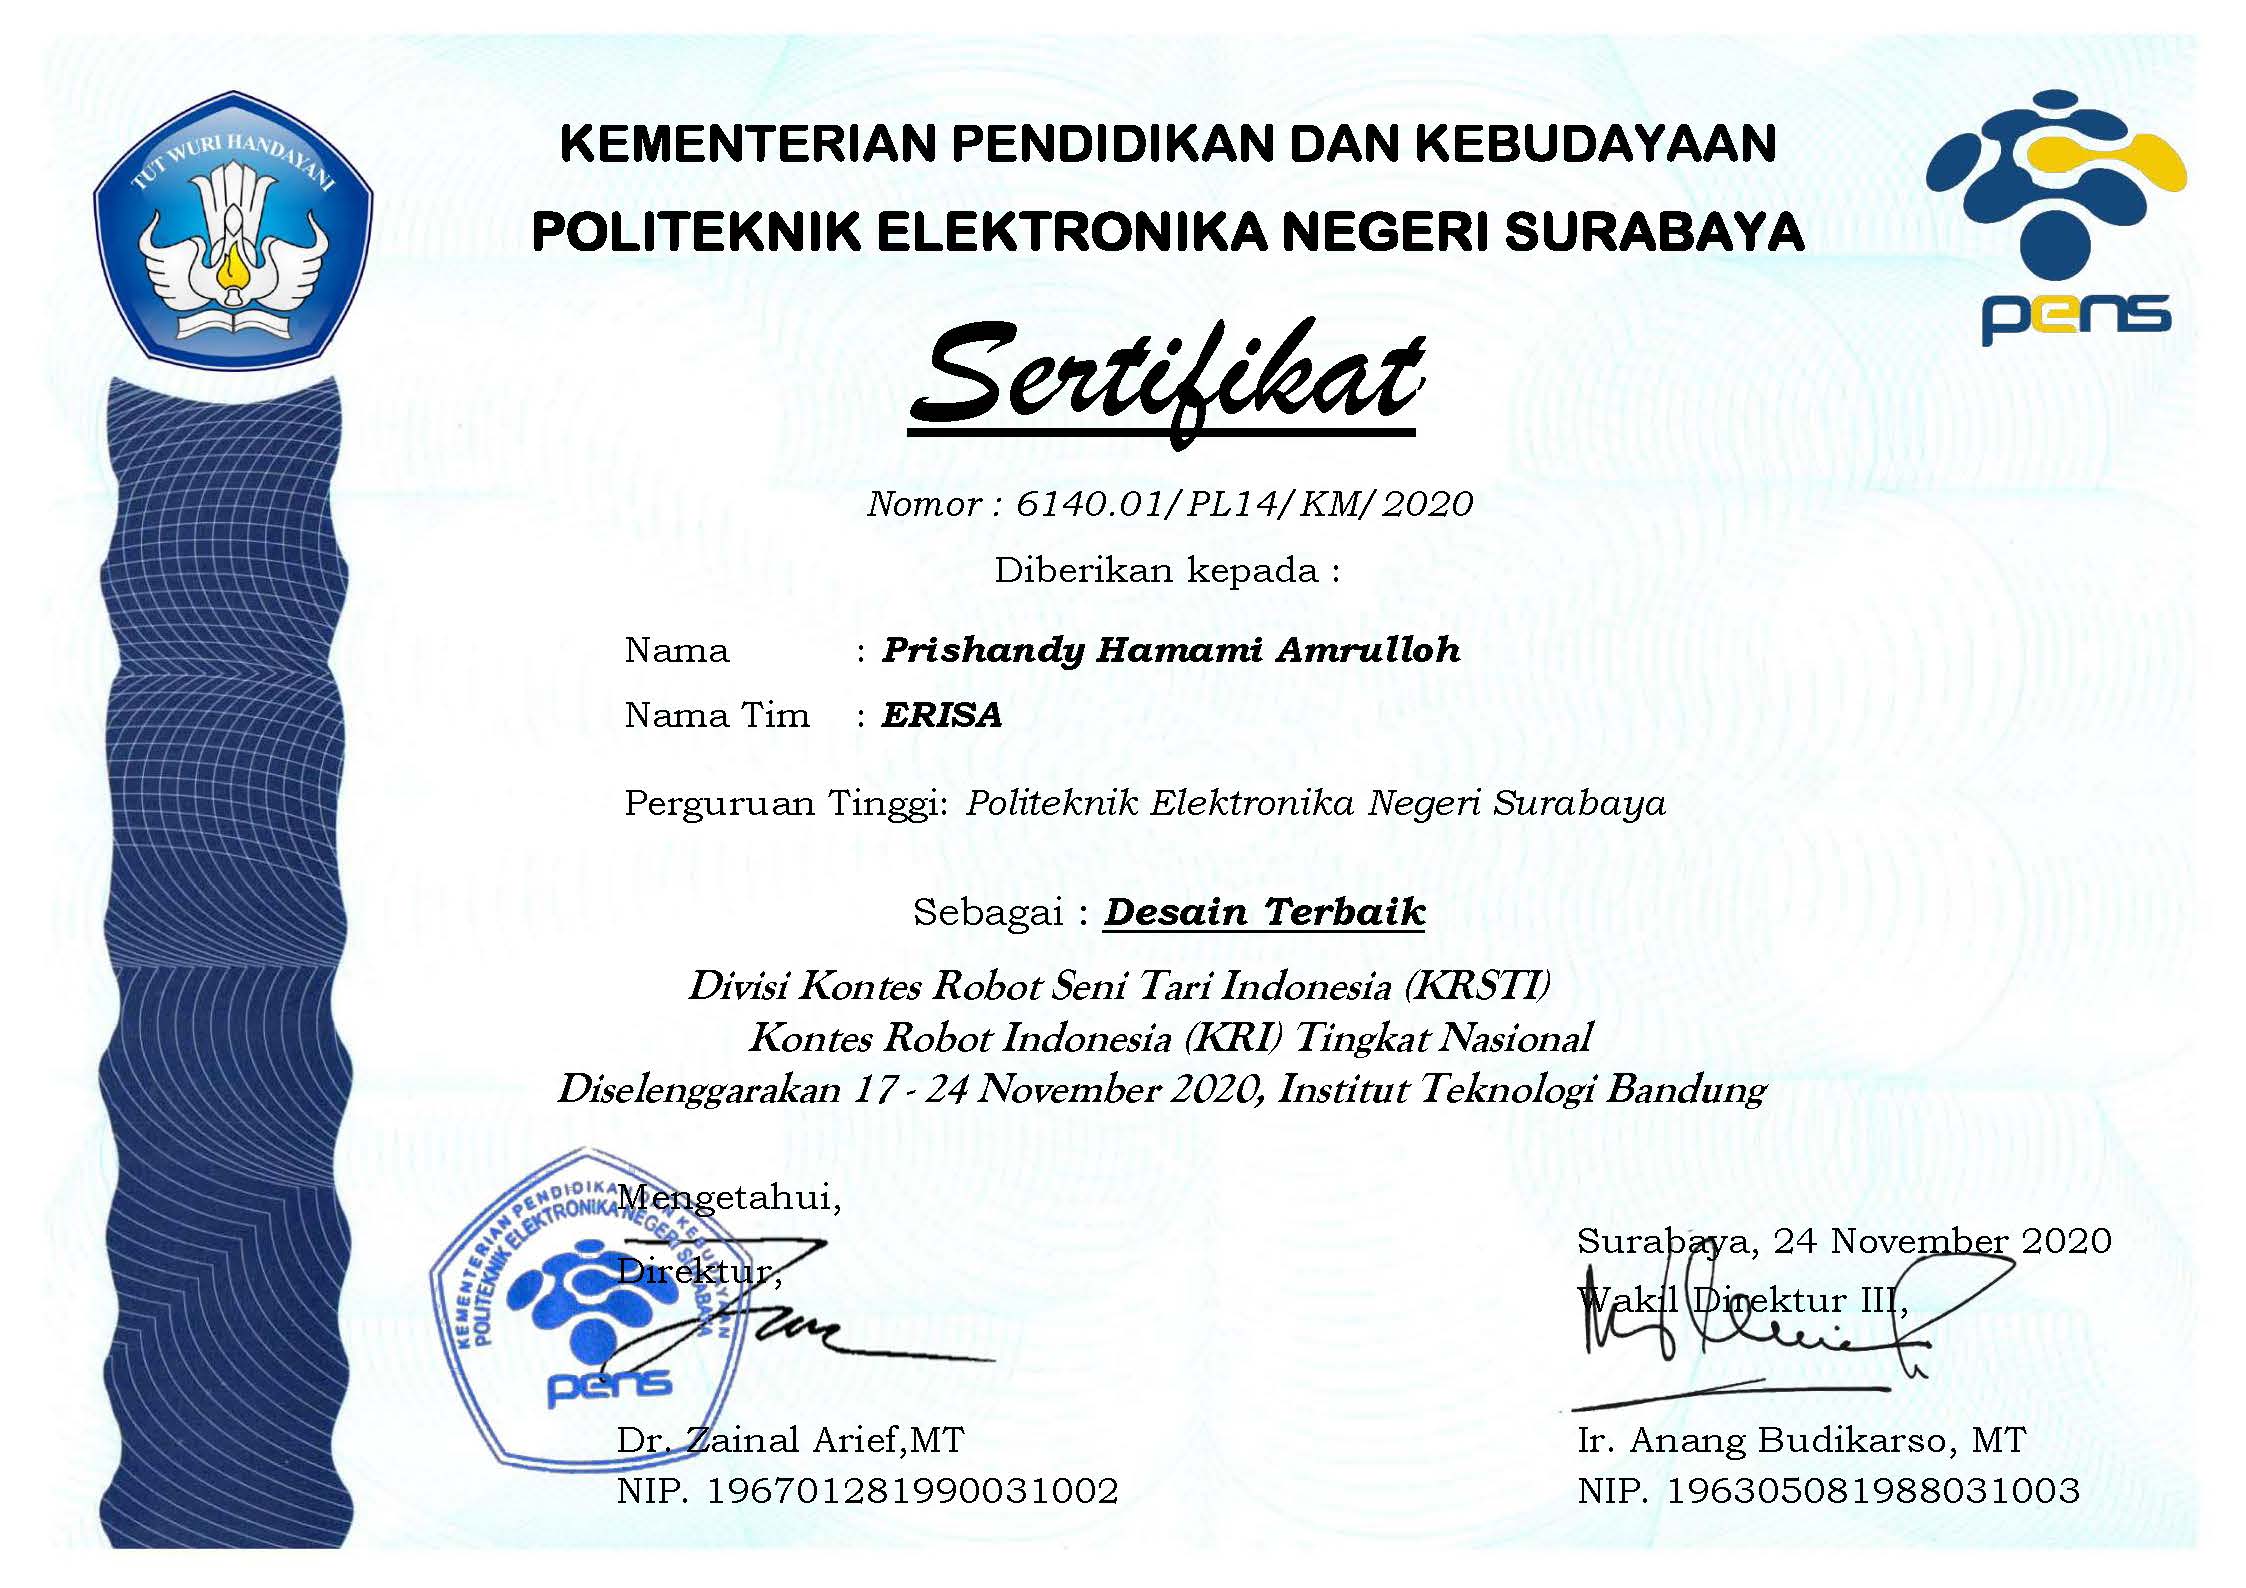 TUT WURI HANDAYANI
KEMENTERIAN PENDIDIKAN DAN KEBUDAYAAN
POLITEKNIK ELEKTRONIKA NEGERI SURABAYA
pens
Sertifikat
Nomor : 6140.01/PL14/KM/2020
Diberikan kepada :
Nama : Prishandy Hamami Amrulloh
Nama Tim : ERISA
Perguruan Tinggi: Politeknik Elektronika Negeri Surabaya
Sebagai : Desain Terbaik
Divisi Kontes Robot Seni Tari Indonesia (KRSTI)
Kontes Robot Indonesia (KRI) Tingkat Nasional
Diselenggarakan 17 - 24 November 2020, Institut Teknologi Bandung
Mengetahui,
Direktur,
KEMENTERIAN PENDIDIKAN DAN KEBUDAYAAN
POLITEKNIK ELEKTRONIKA NEGERI SURABAYA
pens
Dr. Zainal Arief,MT
NIP. 196701281990031002
Surabaya, 24 November 2020
Wakil Direktur III,
Ir. Anang Budikarso, MT
NIP. 196305081988031003